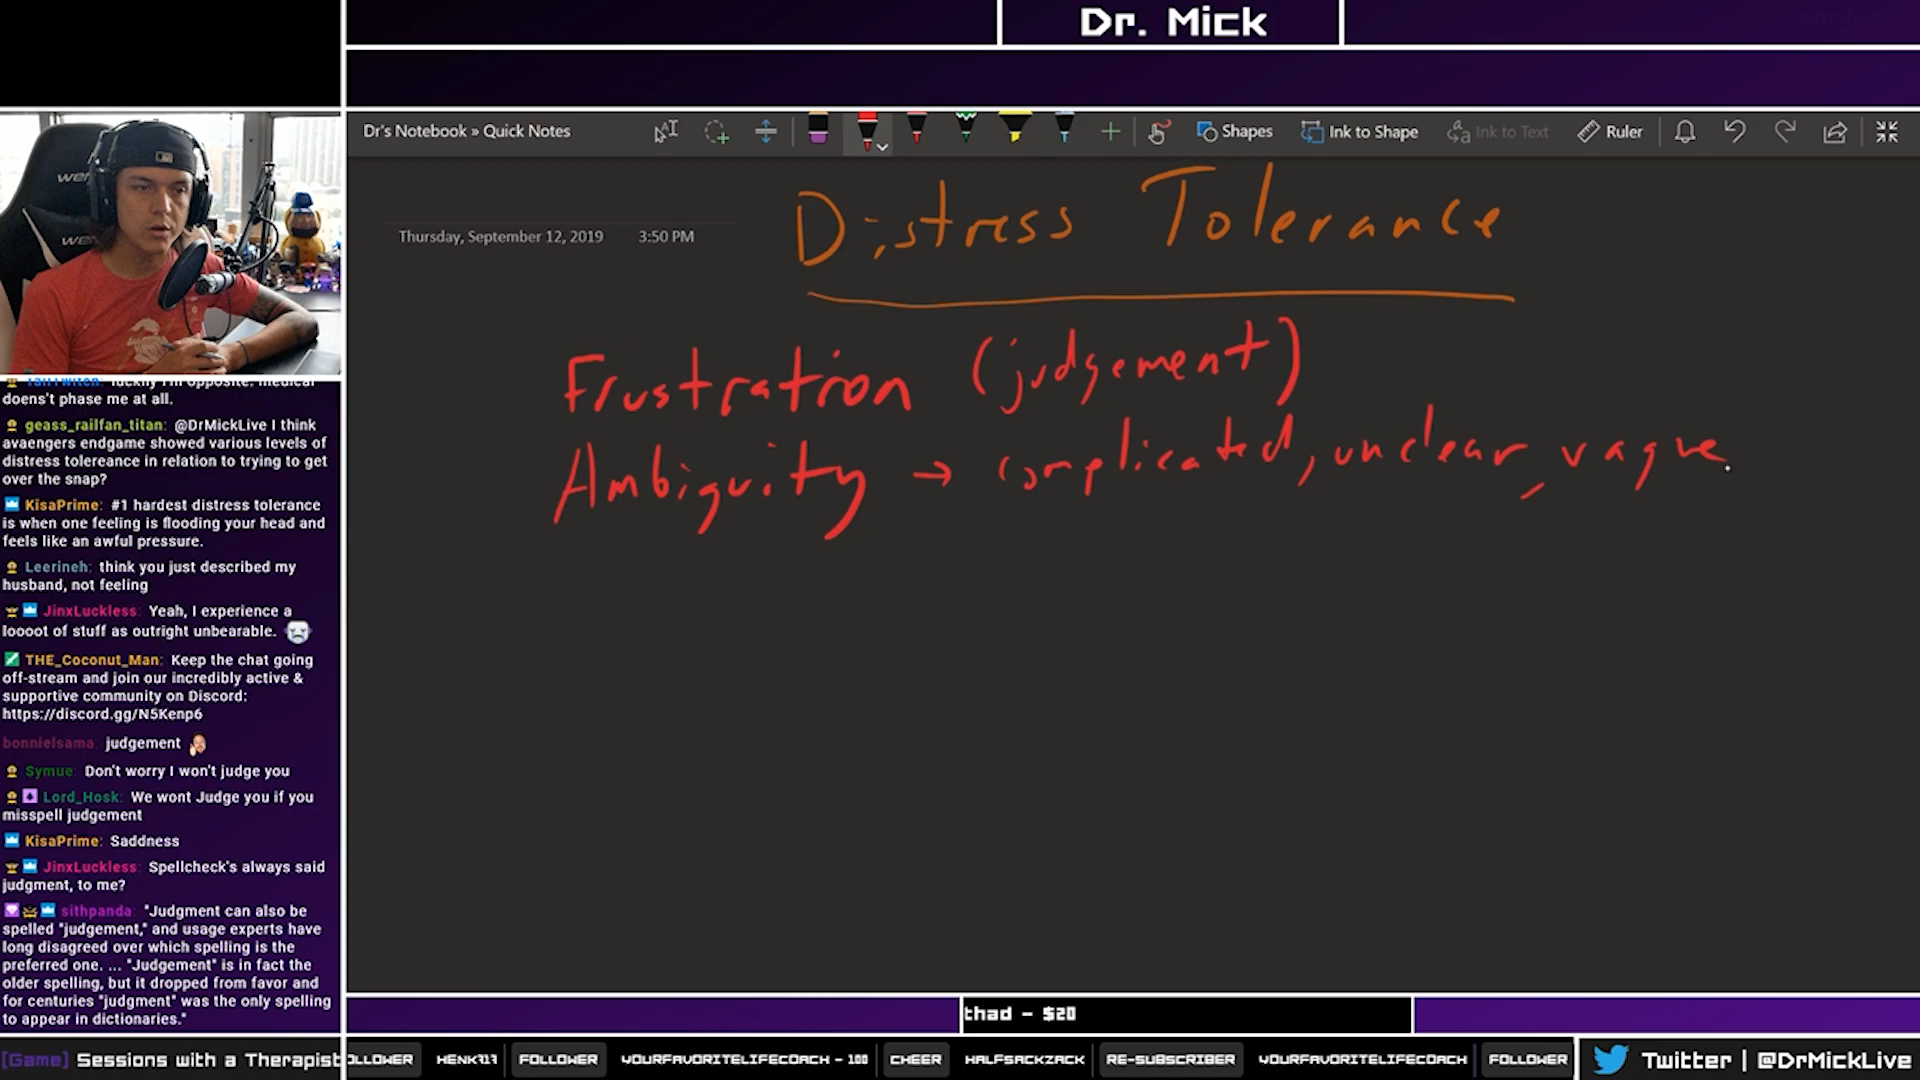 Dr. Mick
Dr's Notebook » Quick Notes
Shapes
Ink to Shape
Ink to Text
Ruler
Thursday, September 12, 2019 3:50 PM
Distress Tolerance
Frustration (judgement)
Ambiguity → complicated, unclear, vague
doens't phase me at all.
geass_railfan_titan: @DrMickLive I think
avaengers endgame showed various levels of
distress tolereance in relation to trying to get
over the snap?
KisaPrime: #1 hardest distress tolerance
is when one feeling is flooding your head and
feels like an awful pressure.
Leerineh: think you just described my
husband, not feeling
JinxLuckless: Yeah, I experience a
loooot of stuff as outright unbearable.
THE_Coconut_Man: Keep the chat going
off-stream and join our incredibly active &
supportive community on Discord:
https://discord.gg/N5Kenp6
bonnielsama: judgement
Symue: Don't worry I won't judge you
Lord_Hosk: We wont Judge you if you
misspell judgement
KisaPrime: Saddness
JinxLuckless: Spellcheck's always said
judgment, to me?
sithpanda: "Judgment can also be
spelled "judgement," and usage experts have
long disagreed over which spelling is the
preferred one. ... "Judgement" is in fact the
older spelling, but it dropped from favor and
for centuries "judgment" was the only spelling
to appear in dictionaries."
thad - $20
[Game] Sessions with a Therapist
OLLOWER HENK717 FOLLOWER YOURFAVORITELIFECOACH - 100 CHEER HALFSACKZACK RE-SUBSCRIBER YOURFAVORITELIFECOACH FOLLOWER
Twitter | @DrMickLive